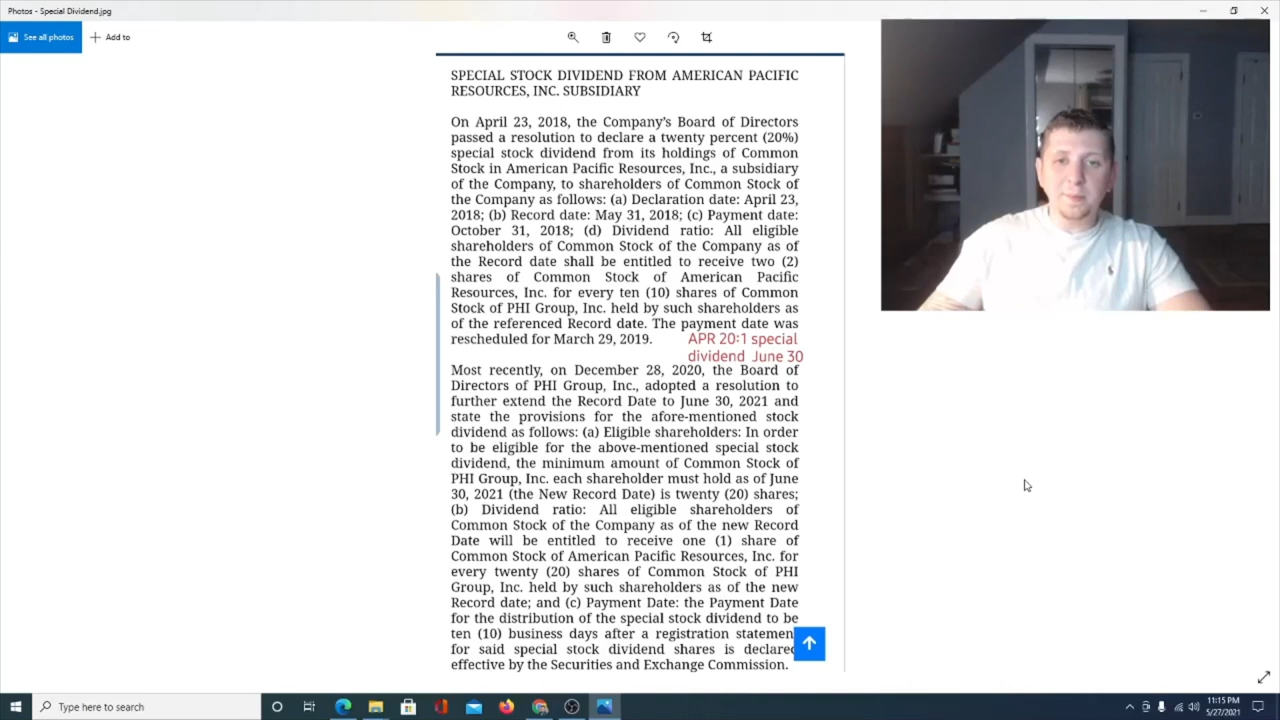 Photos - Special Dividend.jpg
See all photos
Add to
SPECIAL STOCK DIVIDEND FROM AMERICAN PACIFIC
RESOURCES, INC. SUBSIDIARY
On April 23, 2018, the Company's Board of Directors
passed a resolution to declare a twenty percent (20%)
special stock dividend from its holdings of Common
Stock in American Pacific Resources, Inc., a subsidiary
of the Company, to shareholders of Common Stock of
the Company as follows: (a) Declaration date: April 23,
2018; (b) Record date: May 31, 2018; (c) Payment date:
October 31, 2018; (d) Dividend ratio: All eligible
shareholders of Common Stock of the Company as of
the Record date shall be entitled to receive two (2)
shares of Common Stock of American Pacific
Resources, Inc. for every ten (10) shares of Common
Stock of PHI Group, Inc. held by such shareholders as
of the referenced Record date. The payment date was
rescheduled for March 29, 2019.
APR 20:1 special
dividend June 30
Most recently, on December 28, 2020, the Board of
Directors of PHI Group, Inc., adopted a resolution to
further extend the Record Date to June 30, 2021 and
state the provisions for the afore-mentioned stock
dividend as follows: (a) Eligible shareholders: In order
to be eligible for the above-mentioned special stock
dividend, the minimum amount of Common Stock of
PHI Group, Inc. each shareholder must hold as of June
30, 2021 (the New Record Date) is twenty (20) shares;
(b) Dividend ratio: All eligible shareholders of
Common Stock of the Company as of the new Record
Date will be entitled to receive one (1) share of
Common Stock of American Pacific Resources, Inc. for
every twenty (20) shares of Common Stock of PHI
Group, Inc. held by such shareholders as of the new
Record date; and (c) Payment Date: the Payment Date
for the distribution of the special stock dividend to be
ten (10) business days after a registration statement
for said special stock dividend shares is declared
effective by the Securities and Exchange Commission.
Type here to search
11:15 PM
5/27/2021